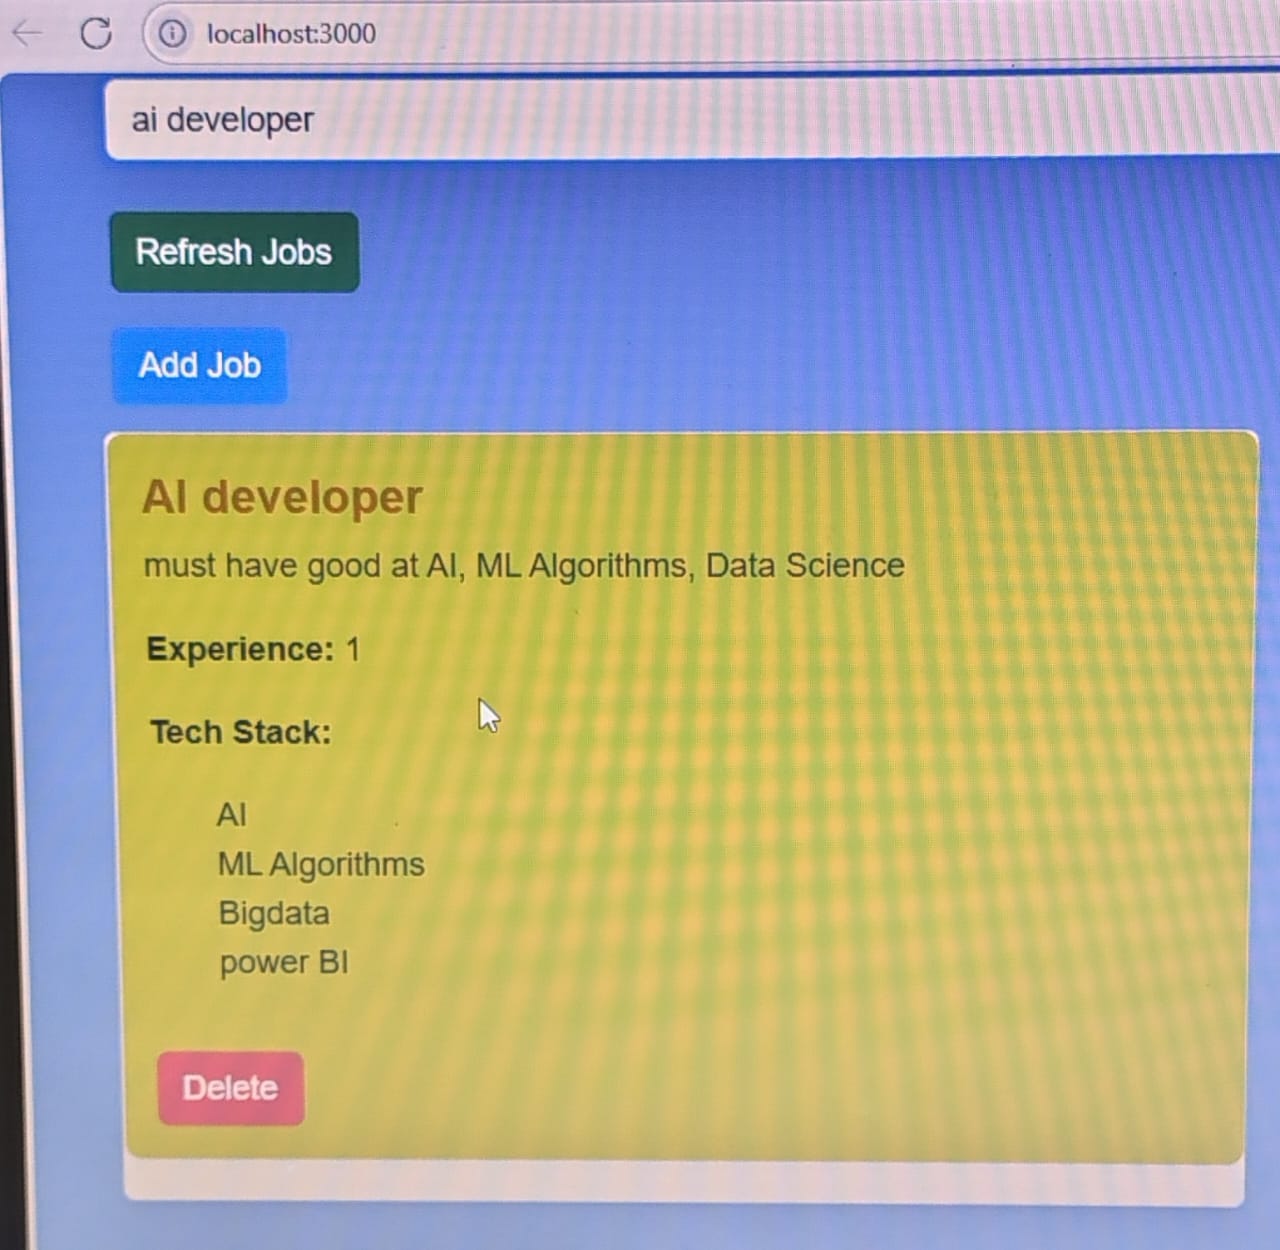 localhost:3000
ai developer
Refresh Jobs
Add Job
AI developer
must have good at AI, ML Algorithms, Data Science
Experience: 1
Tech Stack:
AI
ML Algorithms
Bigdata
power BI
Delete